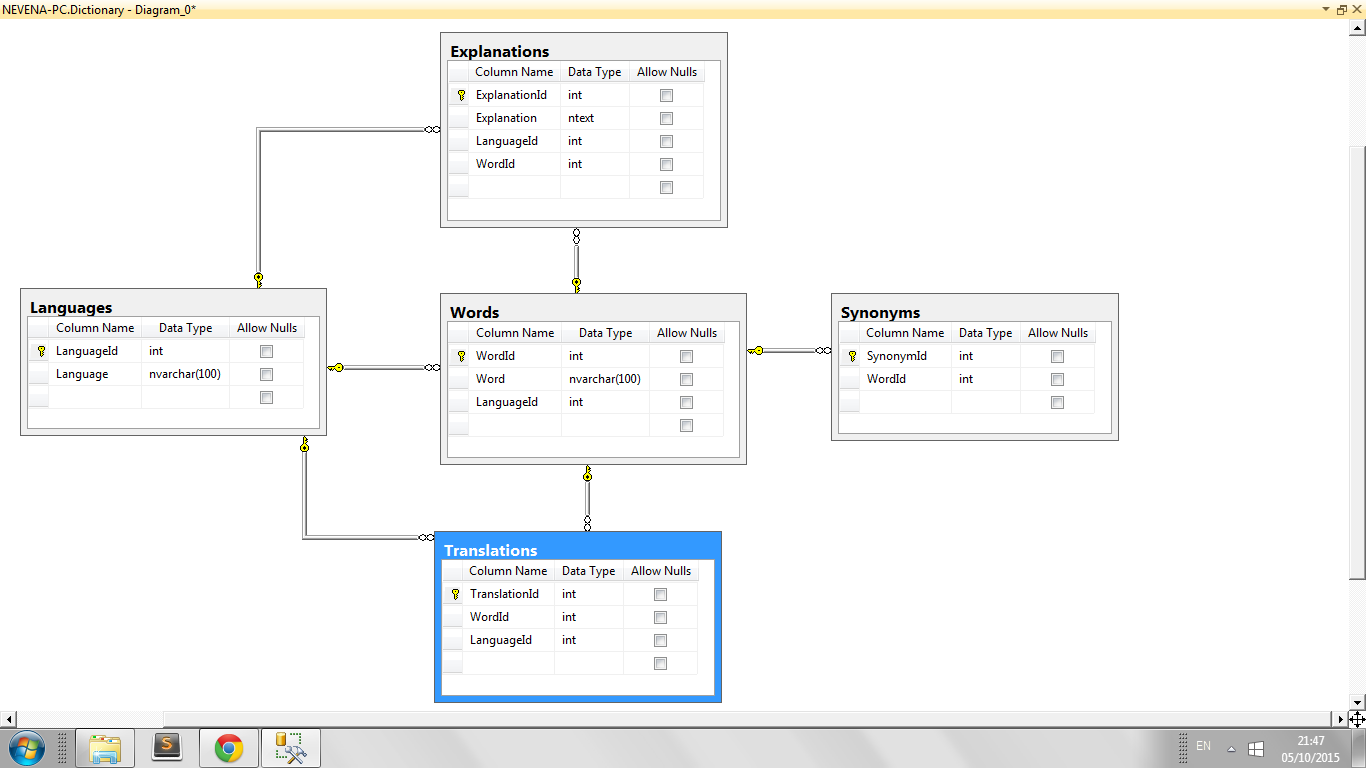 NEVENA-PC.Dictionary - Diagram_0*
Explanations
Column Name Data Type Allow Nulls
ExplanationId int
Explanation ntext
LanguageId int
WordId int
Languages
Column Name Data Type Allow Nulls
LanguageId int
Language nvarchar(100)
Words
Column Name Data Type Allow Nulls
WordId int
Word nvarchar(100)
LanguageId int
Synonyms
Column Name Data Type Allow Nulls
SynonymId int
WordId int
Translations
Column Name Data Type Allow Nulls
TranslationId int
WordId int
LanguageId int
S
EN
21:47
05/10/2015